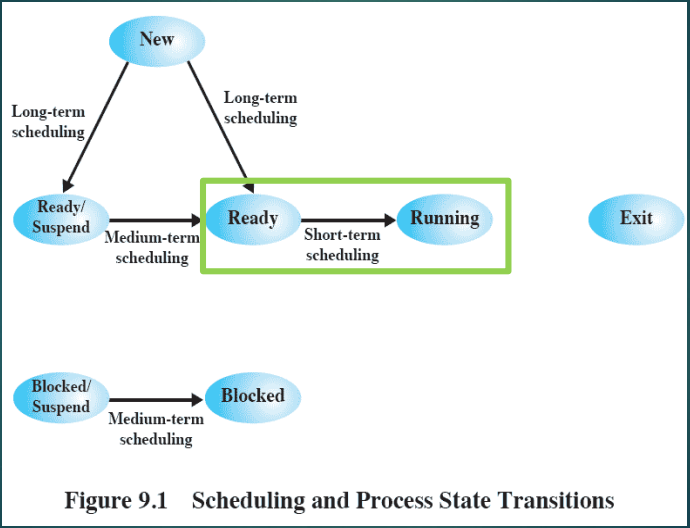 New
Long-term
scheduling
Long-term
scheduling
Ready/
Suspend
Medium-term
scheduling
Ready
Short-term
scheduling
Running
Exit
Blocked/
Suspend
Medium-term
scheduling
Blocked
Figure 9.1 Scheduling and Process State Transitions